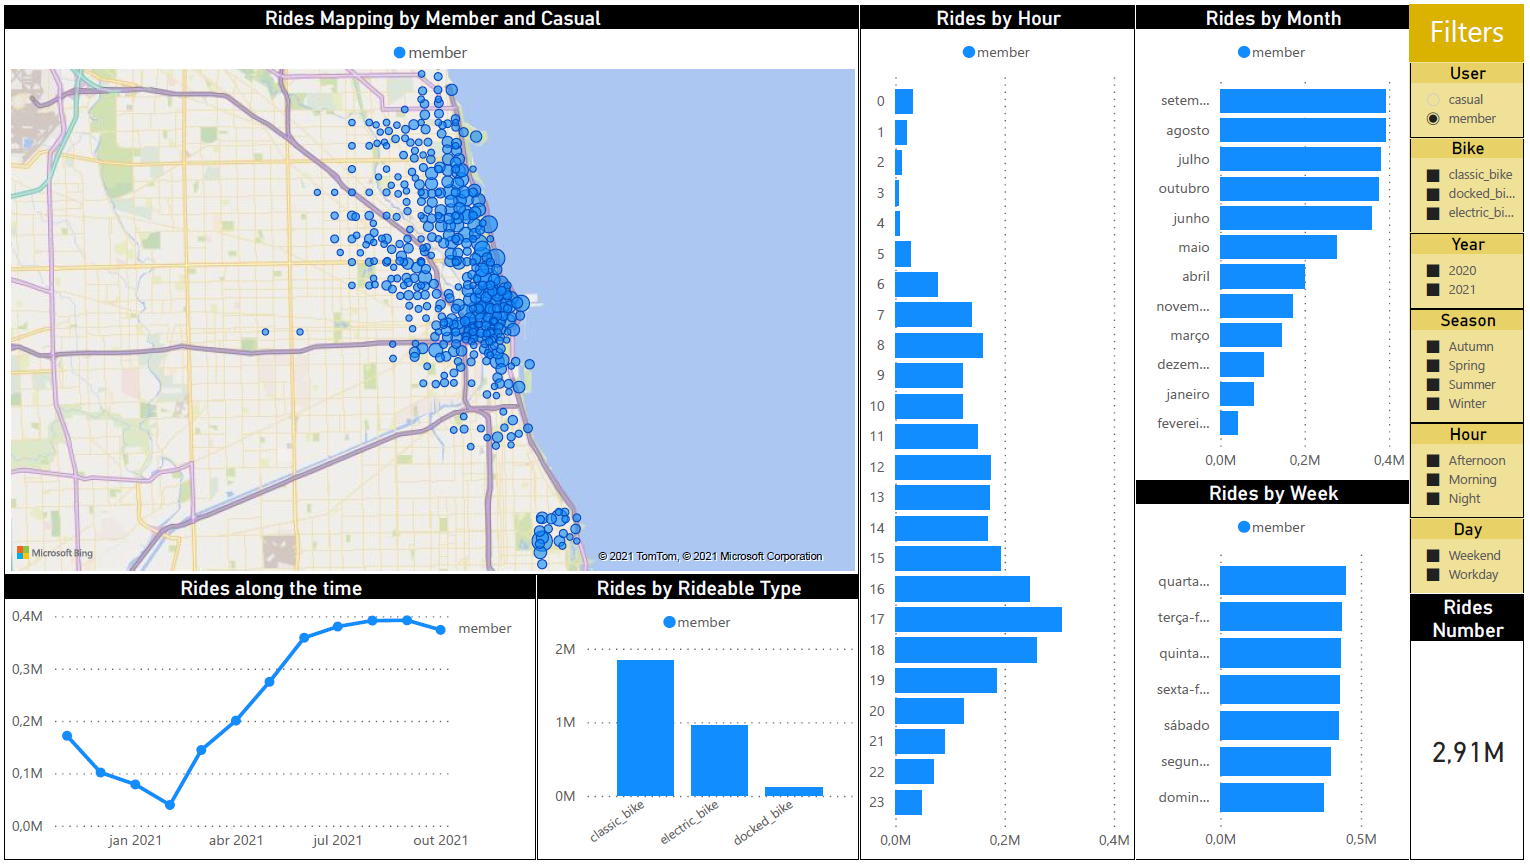 Rides Mapping by Member and Casual
member
Microsoft Bing
© 2021 TomTom, © 2021 Microsoft Corporation
Rides along the time
0,4M
0,3M
0,2M
0,1M
0,0M
jan 2021
abr 2021
jul 2021
out 2021
member
Rides by Rideable Type
member
2M
1M
0M
classic_bike
electric_bike
docked_bike
Rides by Hour
member
0
1
2
3
4
5
6
7
8
9
10
11
12
13
14
15
16
17
18
19
20
21
22
23
0,0M
0,2M
0,4M
Rides by Month
member
setem...
agosto
julho
outubro
junho
maio
abril
novem...
março
dezem...
janeiro
feverei...
0,0M
0,2M
0,4M
Rides by Week
member
quarta...
terça-f...
quinta...
sexta-f...
sábado
segun...
domin...
0,0M
0,5M
Filters
User
casual
member
Bike
classic_bike
docked_bi...
electric_bi...
Year
2020
2021
Season
Autumn
Spring
Summer
Winter
Hour
Afternoon
Morning
Night
Day
Weekend
Workday
Rides
Number
2,91M